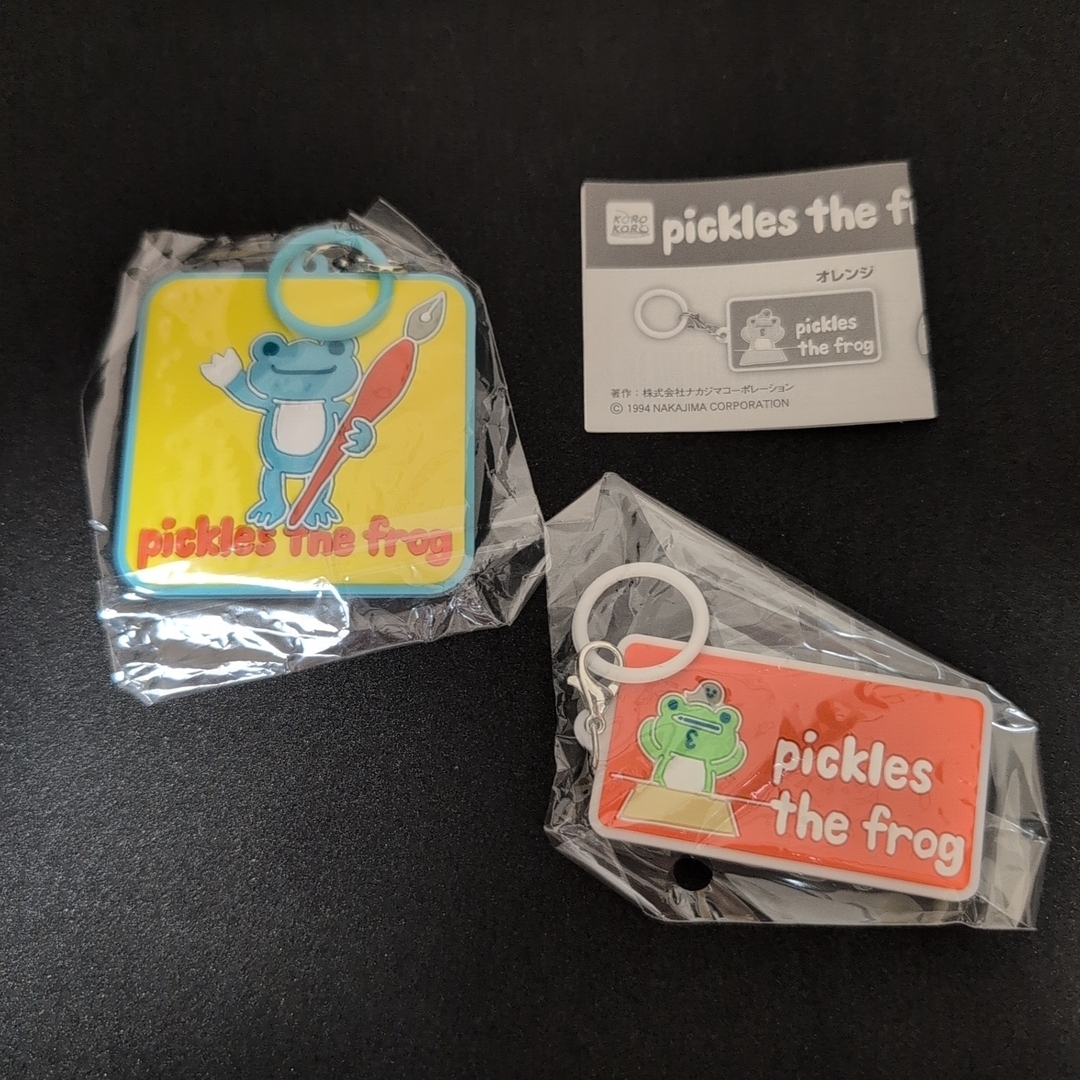 pickles the frog
KORO
KORO
pickles the fr
オレンジ
pickles
the frog
著作：株式会社ナカジマコーポレーション
© 1994 NAKAJIMA CORPORATION
pickles
the frog